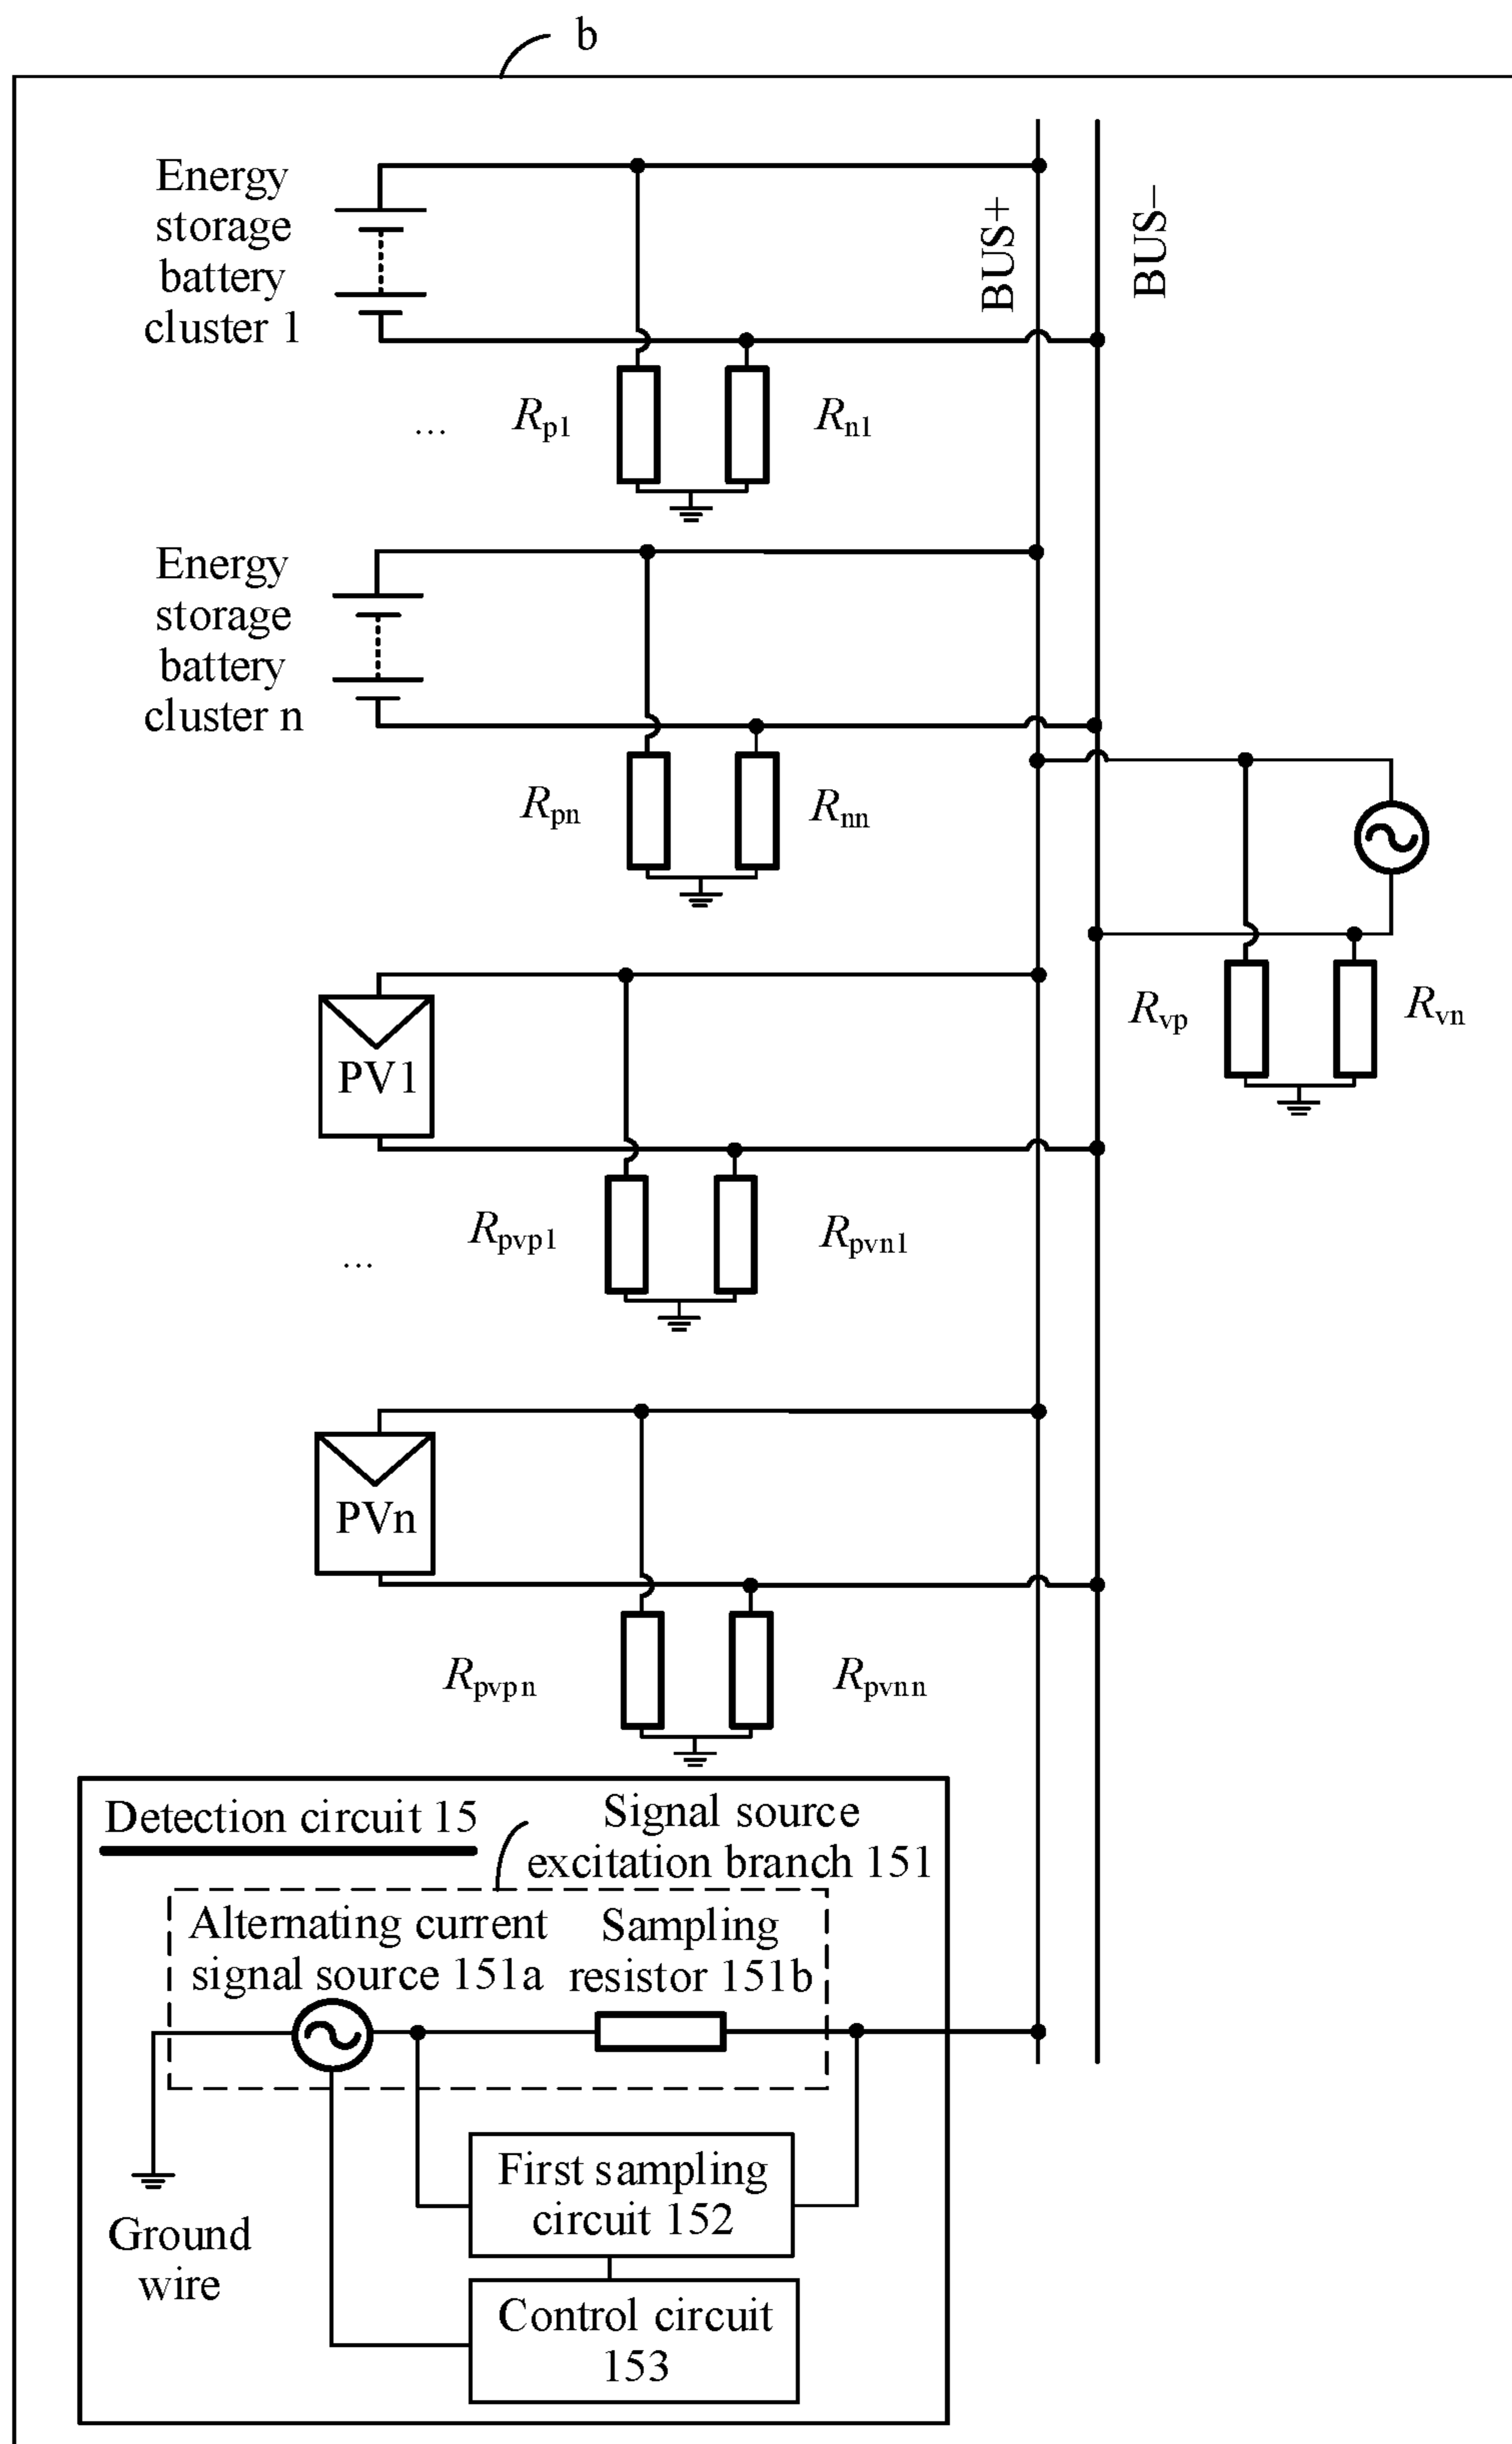 b
Energy
storage
battery
cluster 1
BUS+
BUS−
...
Rp1
Rn1
Energy
storage
battery
cluster n
Rpn
Rnn
Rvp
Rvn
PV1
Rpvp1
Rpvn1
...
PVn
Rpvpn
Rpvnn
Detection circuit 15
Signal source
excitation branch 151
Alternating current
signal source 151a
Sampling
resistor 151b
First sampling
circuit 152
Ground
wire
Control circuit
153